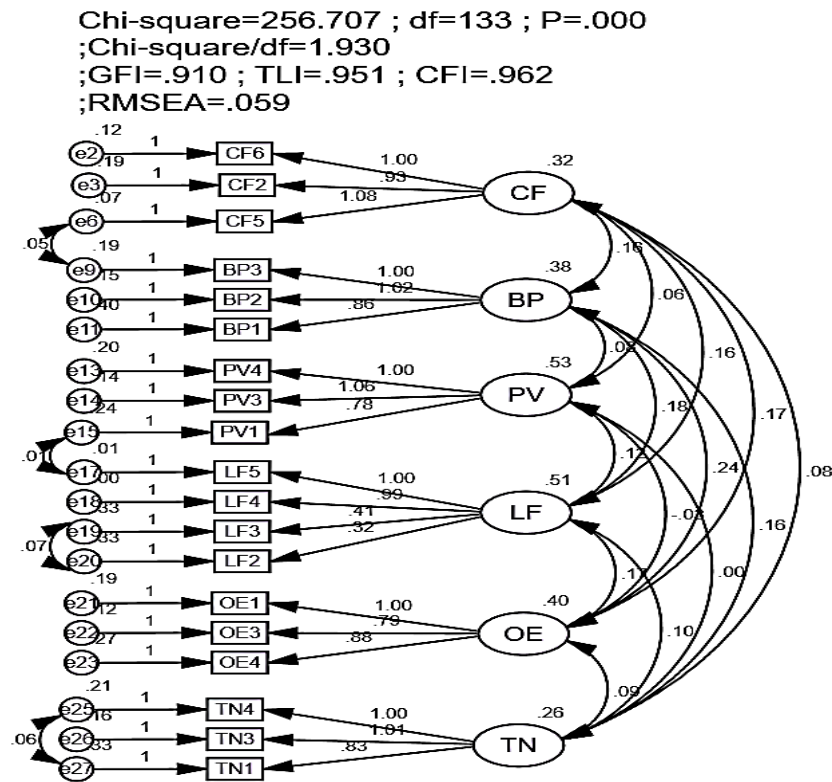 Chi-square=256.707 ; df=133 ; P=.000
;Chi-square/df=1.930
;GFI=.910 ; TLI=.951 ; CFI=.962
;RMSEA=.059
.12
e2 1 CF6 1.00 .32
.19
e3 1 CF2 .93 CF
.07
e6 1 CF5 1.08
.05 .19 .16
e9 1 BP3 1.00 .38
.15
e10 1 BP2 1.02 BP .06
.40
e11 1 BP1 .86
.20 .08 .16
e13 1 PV4 1.00 .53
.14
e14 1 PV3 1.06 PV .18 .17
.24
e15 1 PV1 .78
.01 .01 .12 .24 .08
e17 1 LF5 1.00 .51
.00
e18 1 LF4 .99 LF -.03 .16
.33
e19 1 LF3 .41
.07 .33
e20 1 LF2 .32
.19 .17 .00
e21 1 OE1 1.00 .40
.12
e22 1 OE3 .79 OE .10
.27
e23 1 OE4 .88
.21 .09
e25 1 TN4 1.00 .26
.16
.06 e26 1 TN3 1.01 TN
.33
e27 1 TN1 .83